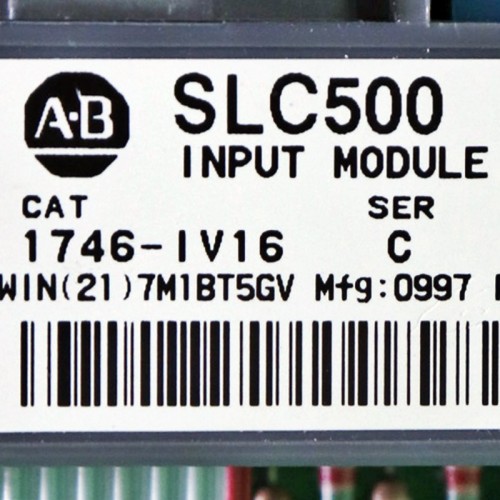 A-B SLC500
INPUT MODULE
CAT SER
1746-IV16 C
WIN(21)7M1BT5GV Mfg:0997